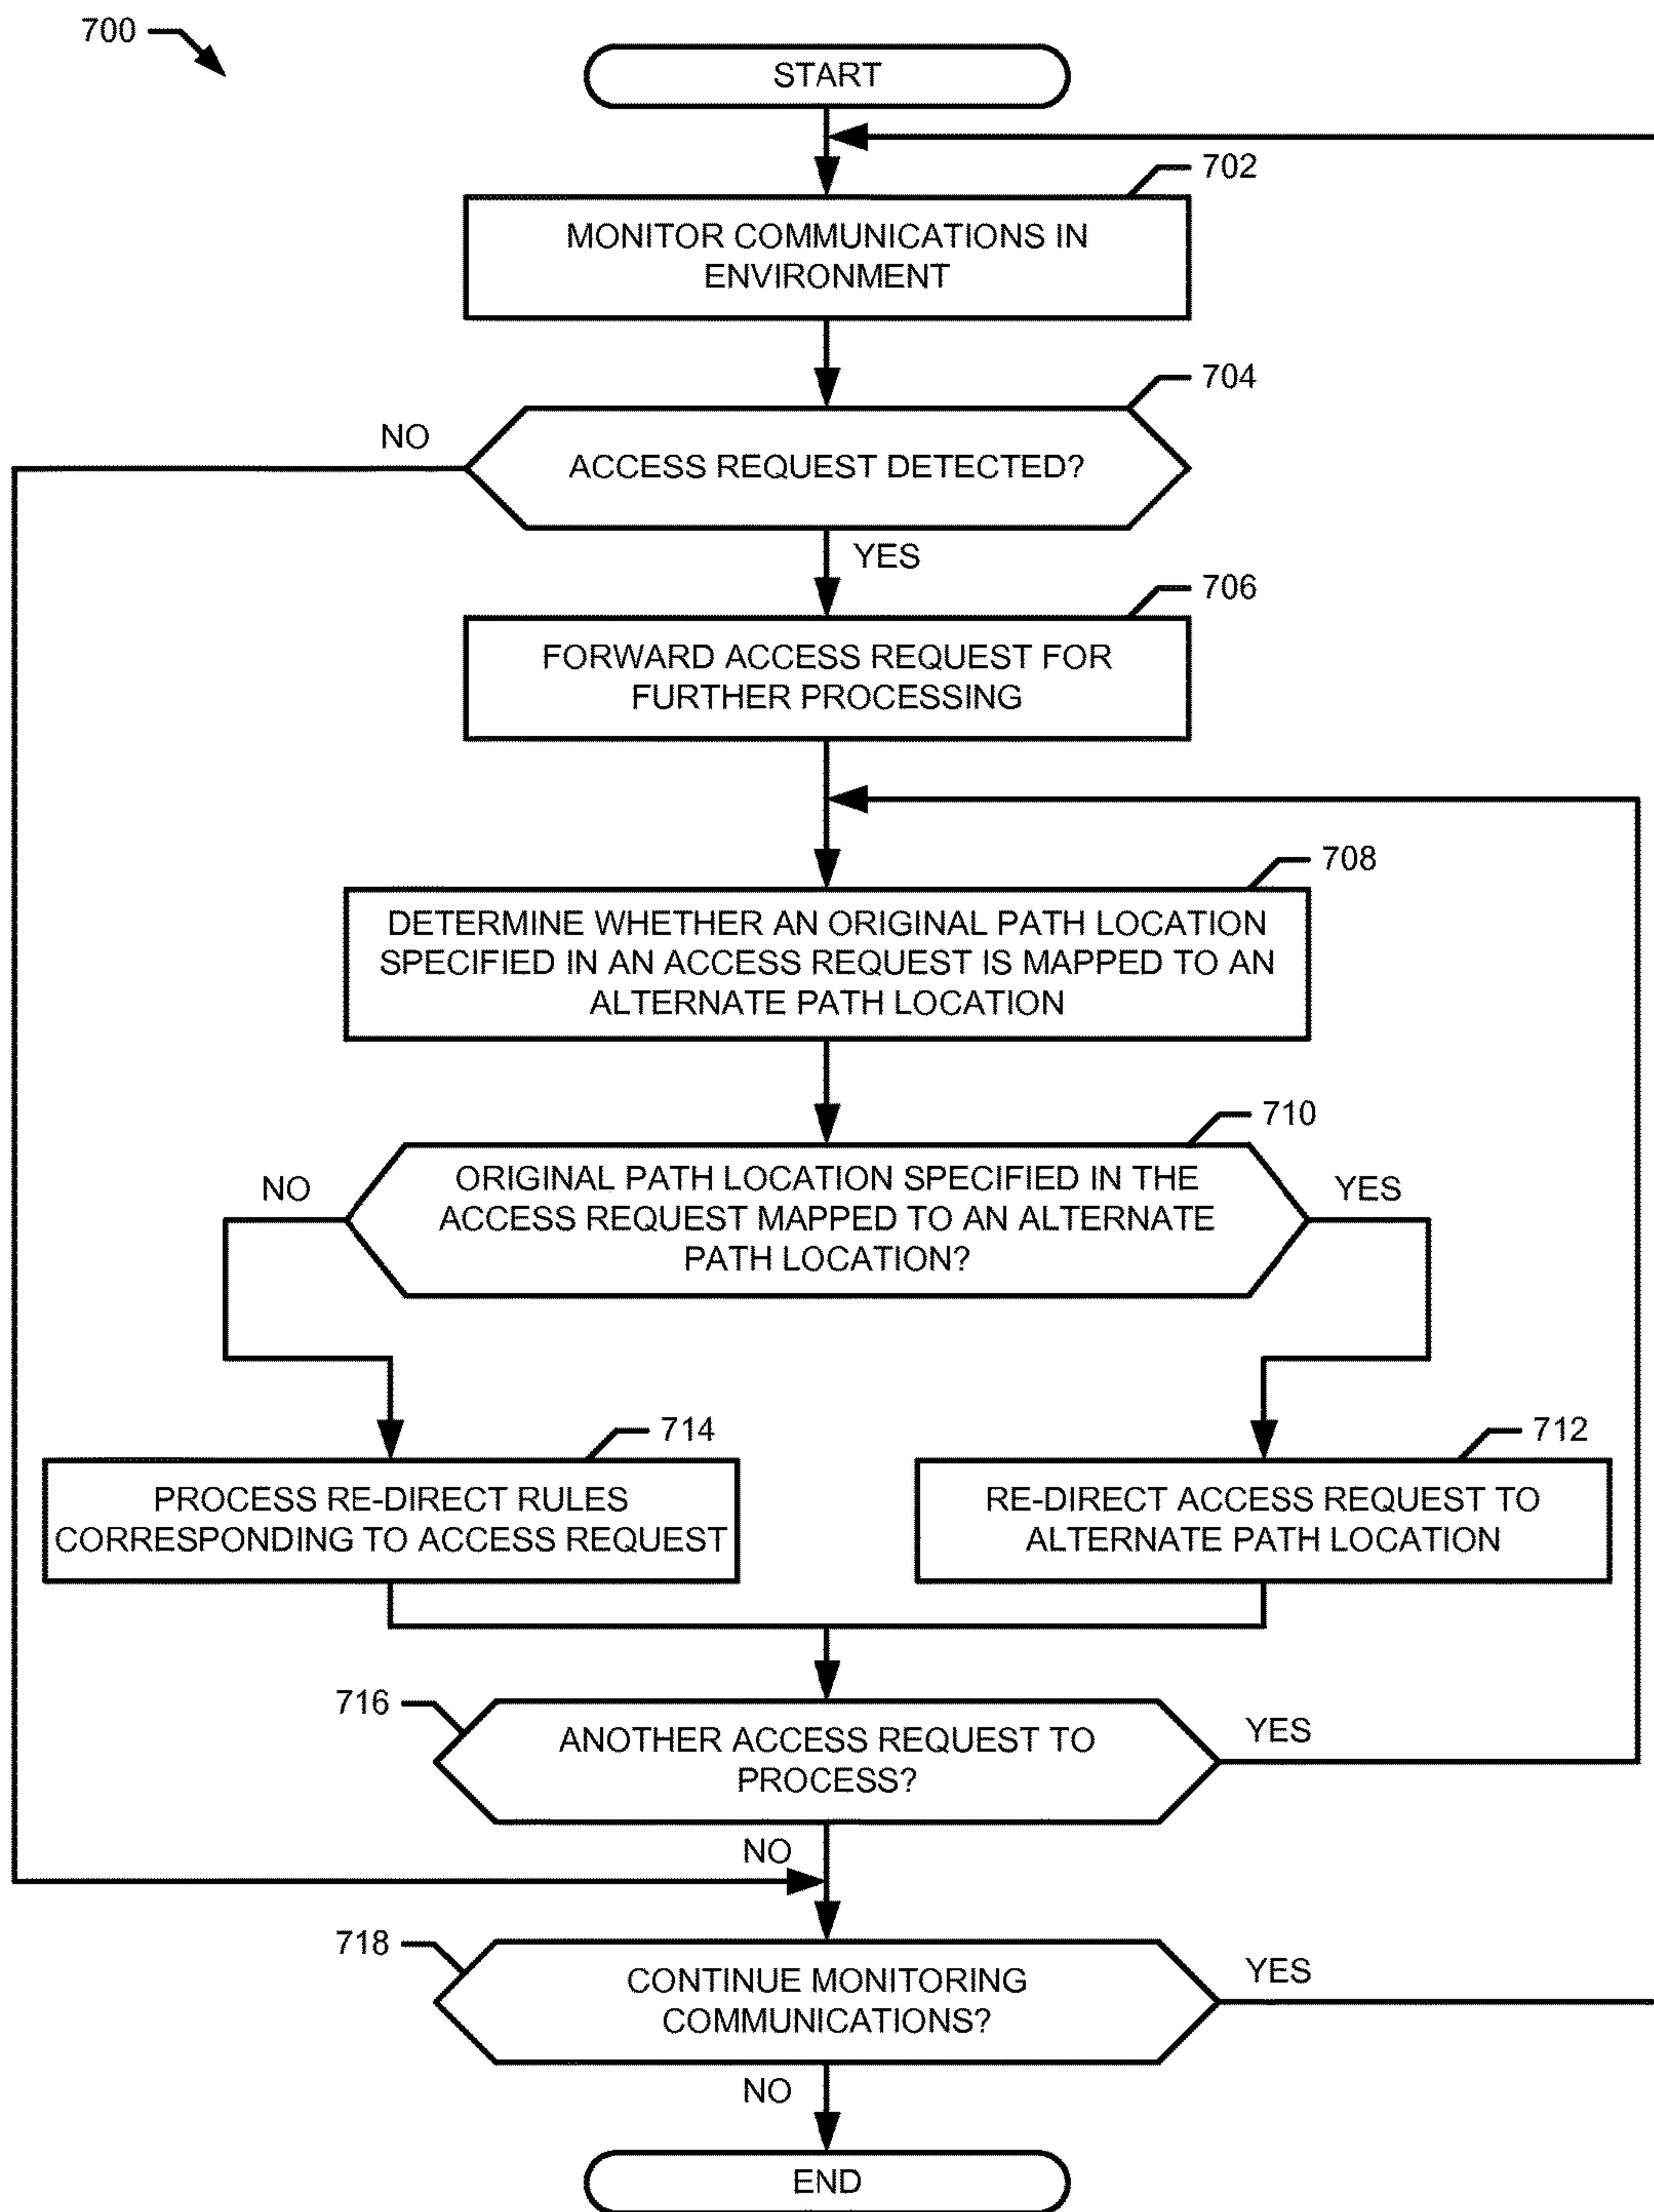 700
START
702
MONITOR COMMUNICATIONS IN
ENVIRONMENT
704
NO
ACCESS REQUEST DETECTED?
YES
706
FORWARD ACCESS REQUEST FOR
FURTHER PROCESSING
708
DETERMINE WHETHER AN ORIGINAL PATH LOCATION
SPECIFIED IN AN ACCESS REQUEST IS MAPPED TO AN
ALTERNATE PATH LOCATION
710
NO
ORIGINAL PATH LOCATION SPECIFIED IN THE
ACCESS REQUEST MAPPED TO AN ALTERNATE
PATH LOCATION?
YES
714
PROCESS RE-DIRECT RULES
CORRESPONDING TO ACCESS REQUEST
712
RE-DIRECT ACCESS REQUEST TO
ALTERNATE PATH LOCATION
716
ANOTHER ACCESS REQUEST TO
PROCESS?
YES
NO
718
CONTINUE MONITORING
COMMUNICATIONS?
YES
NO
END